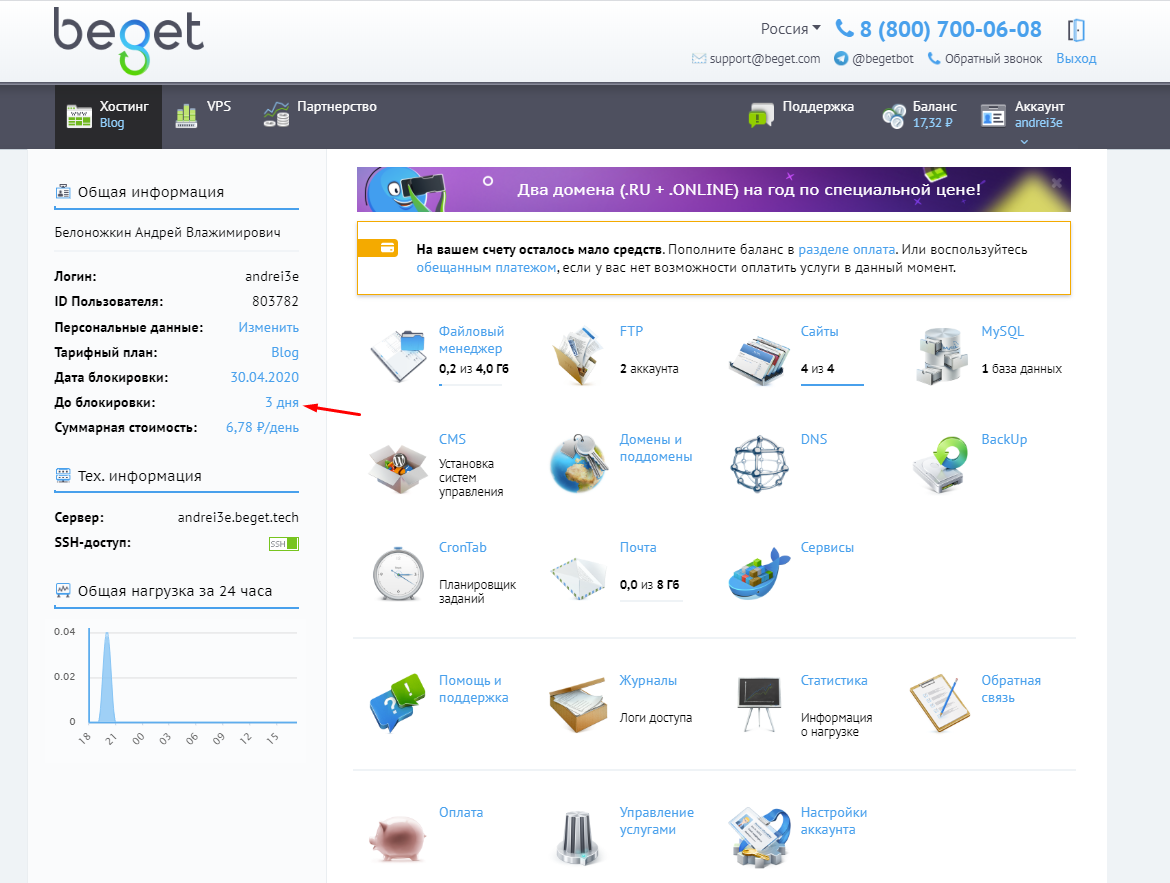 beget
Россия
8 (800) 700-06-08
support@beget.com
@begetbot
Обратный звонок
Выход
Хостинг
Blog
VPS
Партнерство
Поддержка
Баланс
17,32 ₽
Аккаунт
andrei3e
Общая информация
Белоножкин Андрей Влажимирович
Логин: andrei3e
ID Пользователя: 803782
Персональные данные: Изменить
Тарифный план: Blog
Дата блокировки: 30.04.2020
До блокировки: 3 дня
Суммарная стоимость: 6,78 ₽/день
Тех. информация
Сервер: andrei3e.beget.tech
SSH-доступ: SSH
Общая нагрузка за 24 часа
0.04
0.02
0
18 21 00 03 06 09 12 15
Два домена (.RU + .ONLINE) на год по специальной цене!
На вашем счету осталось мало средств. Пополните баланс в разделе оплата. Или воспользуйтесь
обещанным платежом, если у вас нет возможности оплатить услуги в данный момент.
Файловый
менеджер
0,2 из 4,0 Гб
FTP
2 аккаунта
Сайты
4 из 4
MySQL
1 база данных
CMS
Установка
систем
управления
Домены и
поддомены
DNS
BackUp
CronTab
Планировщик
заданий
Почта
0,0 из 8 Гб
Сервисы
Помощь и
поддержка
Журналы
Логи доступа
Статистика
Информация
о нагрузке
Обратная
связь
Оплата
Управление
услугами
Настройки
аккаунта